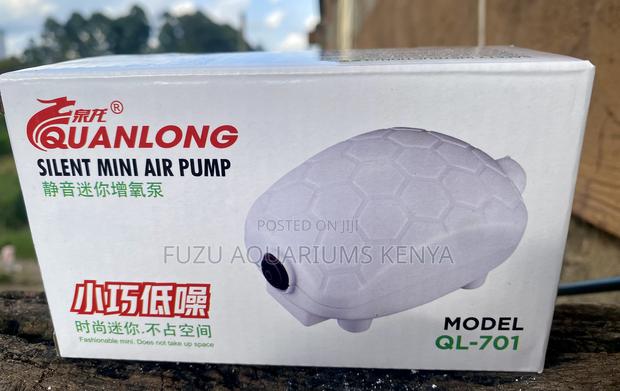 泉龙®
QUANLONG
SILENT MINI AIR PUMP
静音迷你增氧泵
POSTED ON JIJI
FUZU AQUARIUMS KENYA
小巧低噪
时尚迷你.不占空间
Fashionable mini. Does not take up space
MODEL
QL-701